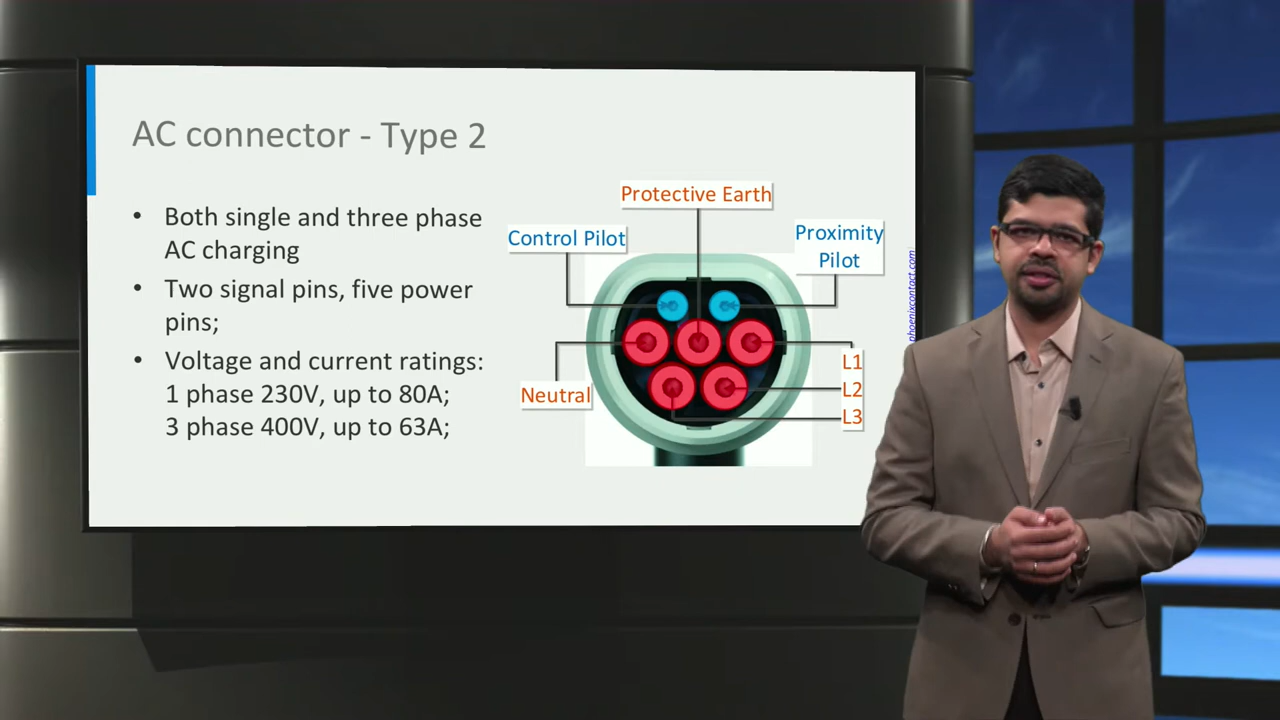 AC connector - Type 2
• Both single and three phase
AC charging
• Two signal pins, five power
pins;
• Voltage and current ratings:
1 phase 230V, up to 80A;
3 phase 400V, up to 63A;
Protective Earth
Control Pilot
Proximity
Pilot
Neutral
L1
L2
L3
phoenixcontact.com